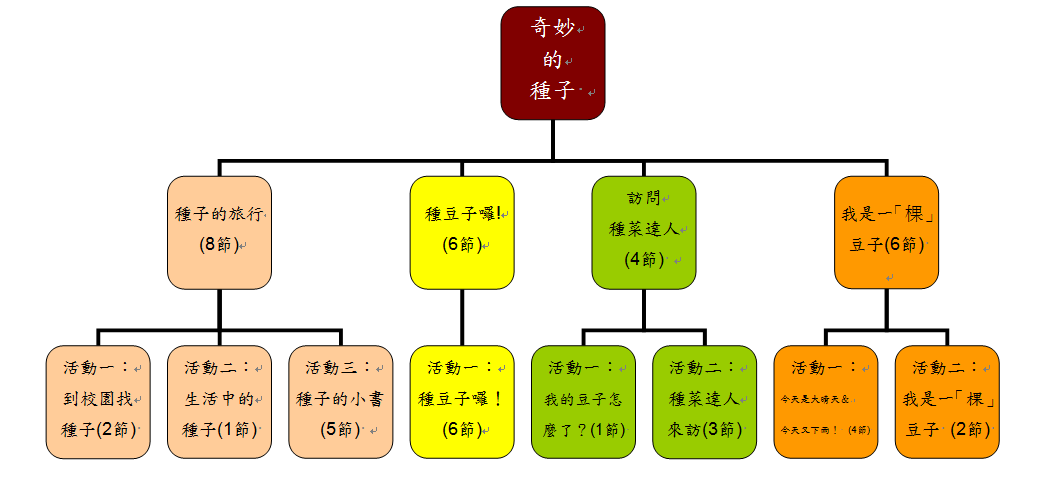 奇妙
的
種子
種子的旅行
(8節)
種豆子囉!
(6節)
訪問
種菜達人
(4節)
我是一「棵」
豆子(6節)
活動一：
到校園找
種子(2節)
活動二：
生活中的
種子(1節)
活動三：
種子的小書
(5節)
活動一：
種豆子囉！
(6節)
活動一：
我的豆子怎
麼了？(1節)
活動二：
種菜達人
來訪(3節)
活動一：
今天是大晴天&
今天又下雨！ (4節)
活動二：
我是一「棵」
豆子 (2節)